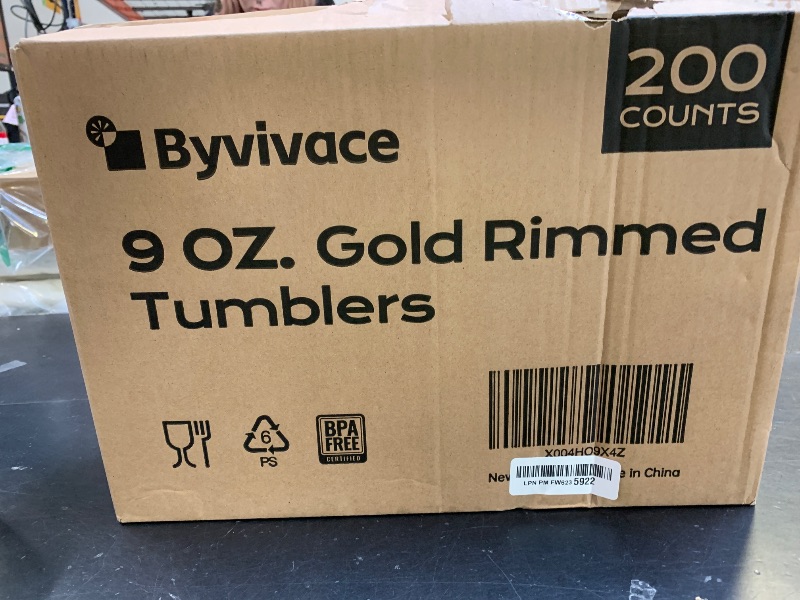 200
COUNTS
Byvivace
9 OZ. Gold Rimmed
Tumblers
6
PS
BPA
FREE
CERTIFIED
X004HO9X4Z
New
e in China
LPN PM FW623 5922